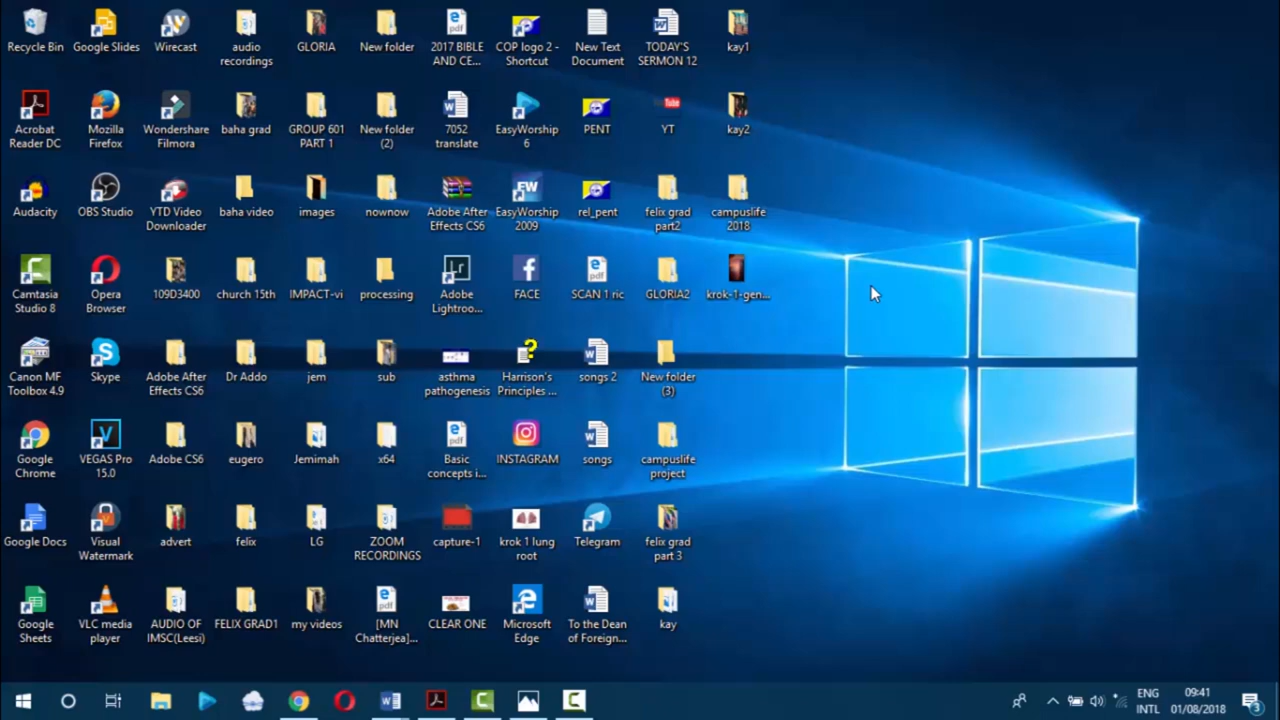 Recycle Bin
Google Slides
Wirecast
audio
recordings
GLORIA
New folder
2017 BIBLE
AND CE...
COP logo 2 -
Shortcut
New Text
Document
TODAY'S
SERMON 12
kay1
Acrobat
Reader DC
Mozilla
Firefox
Wondershare
Filmora
baha grad
GROUP 601
PART 1
New folder
(2)
7052
translate
EasyWorship
6
PENT
YT
kay2
Audacity
OBS Studio
YTD Video
Downloader
baha video
images
nownow
Adobe After
Effects CS6
EasyWorship
2009
rel_pent
felix grad
part2
campuslife
2018
Camtasia
Studio 8
Opera
Browser
109D3400
church 15th
IMPACT-vi
processing
Adobe
Lightroo...
FACE
SCAN 1 ric
GLORIA2
krok-1-gen...
Canon MF
Toolbox 4.9
Skype
Adobe After
Effects CS6
Dr Addo
jem
sub
asthma
pathogenesis
Harrison's
Principles ...
songs 2
New folder
(3)
Google
Chrome
VEGAS Pro
15.0
Adobe CS6
eugero
Jemimah
x64
Basic
concepts i...
INSTAGRAM
songs
campuslife
project
Google Docs
Visual
Watermark
advert
felix
LG
ZOOM
RECORDINGS
capture-1
krok 1 lung
root
Telegram
felix grad
part 3
Google
Sheets
VLC media
player
AUDIO OF
IMSC(Leesi)
FELIX GRAD1
my videos
[MN
Chatterjea]...
CLEAR ONE
Microsoft
Edge
To the Dean
of Foreign...
kay
ENG
INTL
09:41
01/08/2018
3